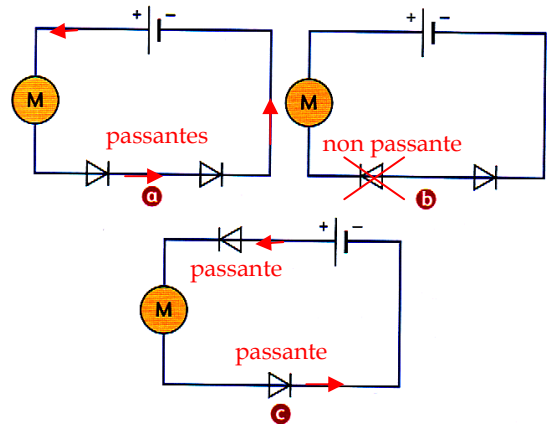 + −
+ −
M
M
passantes
non passante
a
b
+ −
passante
M
passante
c